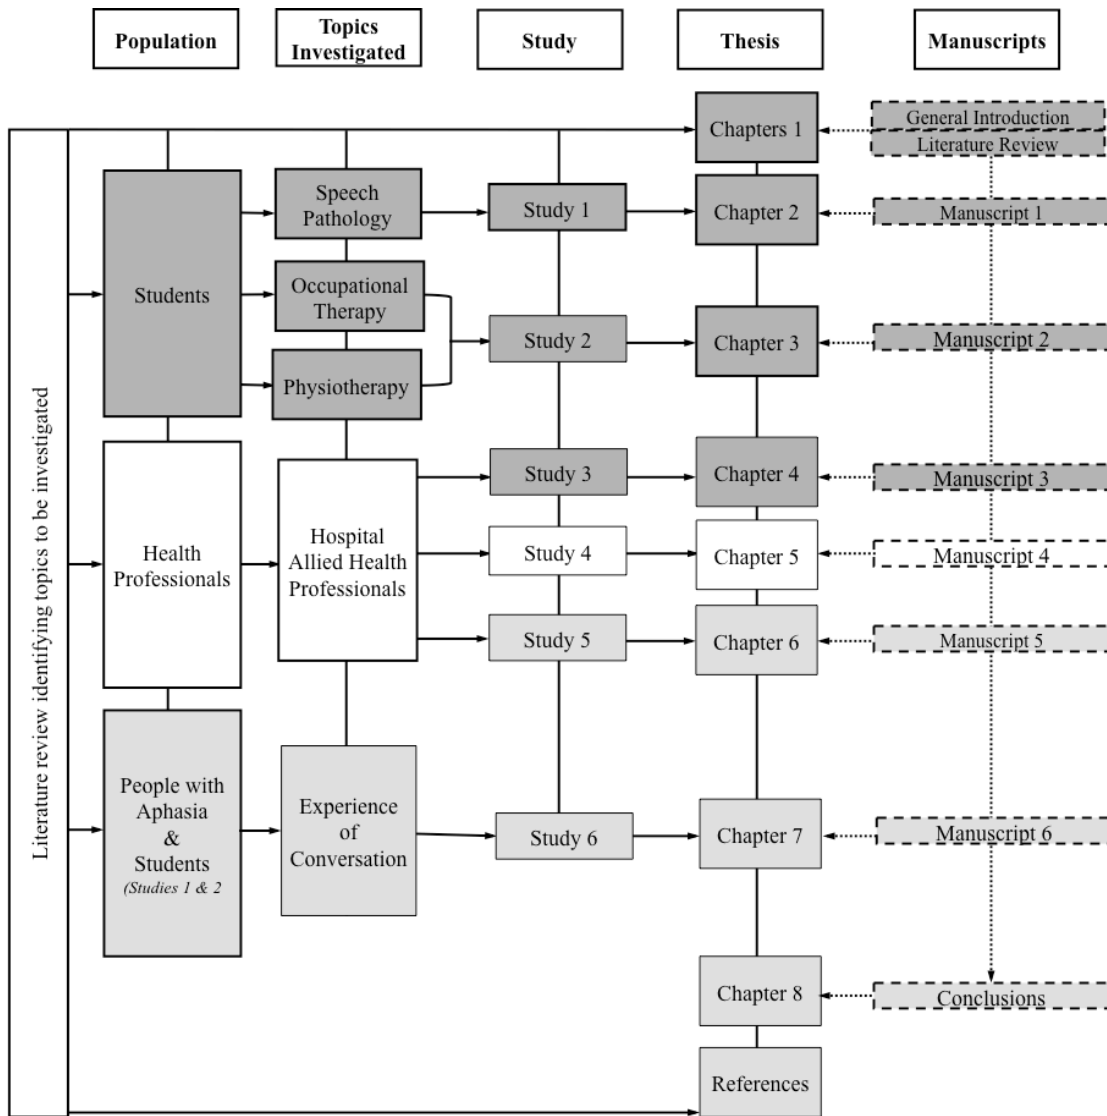 Population
Topics
Investigated
Study
Thesis
Manuscripts
Literature review identifying topics to be investigated
Chapters 1
General Introduction
Literature Review
Students
Speech
Pathology
Study 1
Chapter 2
Manuscript 1
Occupational
Therapy
Physiotherapy
Study 2
Chapter 3
Manuscript 2
Health
Professionals
Hospital
Allied Health
Professionals
Study 3
Chapter 4
Manuscript 3
Study 4
Chapter 5
Manuscript 4
Study 5
Chapter 6
Manuscript 5
People with
Aphasia
&
Students
(Studies 1 & 2
Experience
of
Conversation
Study 6
Chapter 7
Manuscript 6
Chapter 8
Conclusions
References